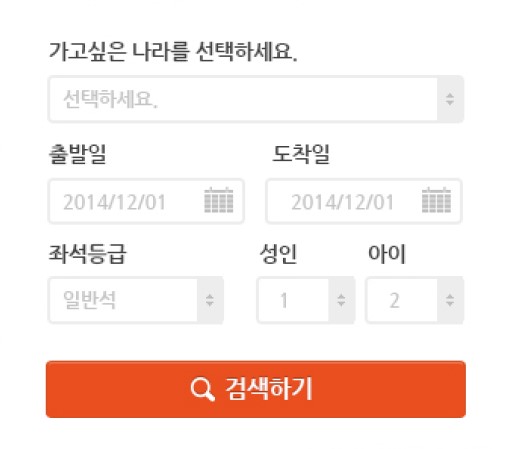 가고싶은 나라를 선택하세요.
선택하세요.
출발일 도착일
2014/12/01 2014/12/01
좌석등급 성인 아이
일반석 1 2
검색하기